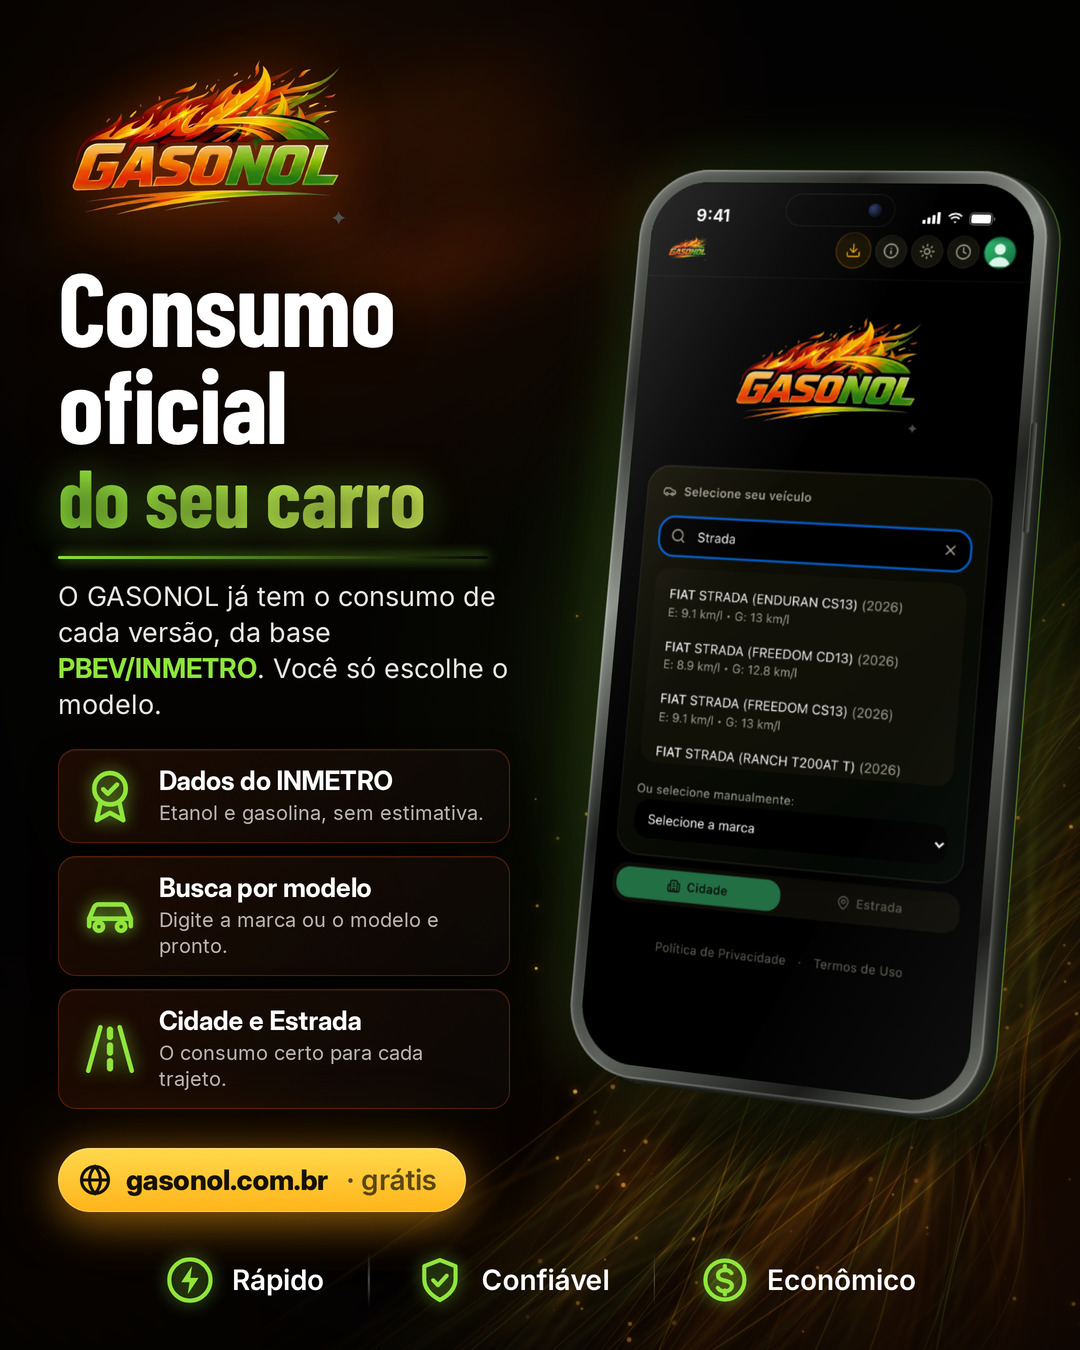 GASONOL
Consumo
oficial
do seu carro
O GASONOL já tem o consumo de
cada versão, da base
PBEV/INMETRO. Você só escolhe o
modelo.
Dados do INMETRO
Etanol e gasolina, sem estimativa.
Busca por modelo
Digite a marca ou o modelo e
pronto.
Cidade e Estrada
O consumo certo para cada
trajeto.
gasonol.com.br · grátis
9:41
GASONOL
GASONOL
Selecione seu veículo
Strada
FIAT STRADA (ENDURAN CS13) (2026)
E: 9.1 km/l • G: 13 km/l
FIAT STRADA (FREEDOM CD13) (2026)
E: 8.9 km/l • G: 12.8 km/l
FIAT STRADA (FREEDOM CS13) (2026)
E: 9.1 km/l • G: 13 km/l
FIAT STRADA (RANCH T200AT T) (2026)
Ou selecione manualmente:
Selecione a marca
Cidade
Estrada
Política de Privacidade · Termos de Uso
Rápido
Confiável
Econômico